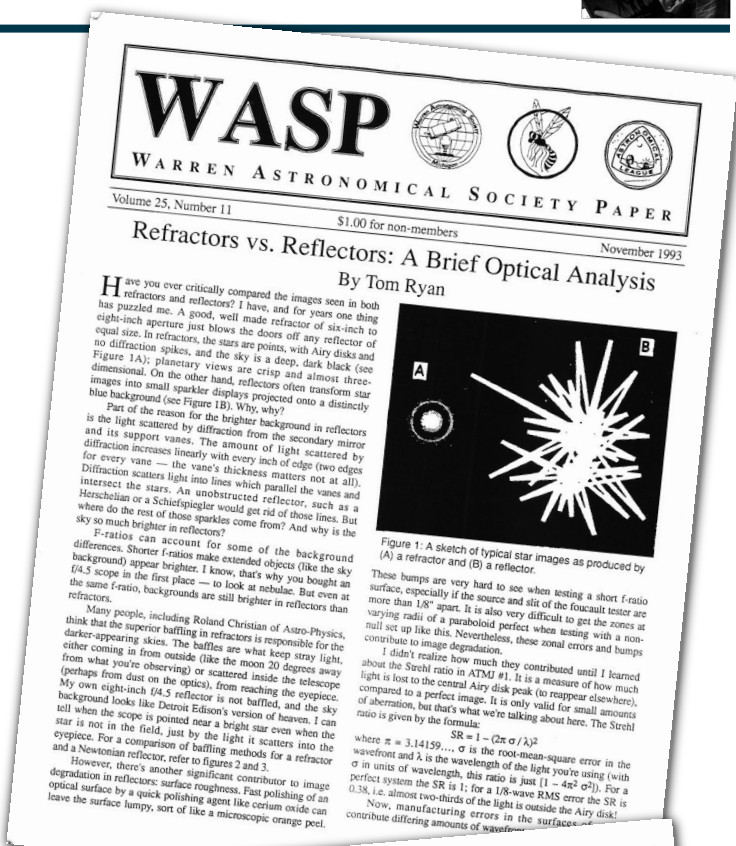 WASP
WARREN ASTRONOMICAL SOCIETY PAPER
Volume 25, Number 11
$1.00 for non-members
November 1993
Refractors vs. Reflectors: A Brief Optical Analysis
By Tom Ryan
Have you ever critically compared the images seen in both
refractors and reflectors? I have, and for years one thing
has puzzled me. A good, well made refractor of six-inch to
eight-inch aperture just blows the doors off any reflector of
equal size. In refractors, the stars are points, with Airy disks and
no diffraction spikes, and the sky is a deep, dark black (see
Figure 1A); planetary views are crisp and almost three-
dimensional. On the other hand, reflectors often transform star
images into small sparkler displays projected onto a distinctly
blue background (see Figure 1B). Why, why?
Part of the reason for the brighter background in reflectors
is the light scattered by diffraction from the secondary mirror
and its support vanes. The amount of light scattered by
diffraction increases linearly with every inch of edge (two edges
for every vane — the vane's thickness matters not at all).
Diffraction scatters light into lines which parallel the vanes and
intersect the stars. An unobstructed reflector, such as a
Herschelian or a Schiefspiegler would get rid of those lines. But
where do the rest of those sparkles come from? And why is the
sky so much brighter in reflectors?
F-ratios can account for some of the background
differences. Shorter f-ratios make extended objects (like the sky
background) appear brighter. I know, that's why you bought an
f/4.5 scope in the first place — to look at nebulae. But even at
the same f-ratio, backgrounds are still brighter in reflectors than
refractors.
Many people, including Roland Christian of Astro-Physics,
think that the superior baffling in refractors is responsible for the
darker-appearing skies. The baffles are what keep stray light,
either coming in from outside (like the moon 20 degrees away
from what you're observing) or scattered inside the telescope
(perhaps from dust on the optics), from reaching the eyepiece.
My own eight-inch f/4.5 reflector is not baffled, and the sky
background looks like Detroit Edison's version of heaven. I can
tell when the scope is pointed near a bright star even when the
star is not in the field, just by the light it scatters into the
eyepiece. For a comparison of baffling methods for a refractor
and a Newtonian reflector, refer to figures 2 and 3.
However, there's another significant contributor to image
degradation in reflectors: surface roughness. Fast polishing of an
optical surface by a quick polishing agent like cerium oxide can
leave the surface lumpy, sort of like a microscopic orange peel.
A
B
Figure 1: A sketch of typical star images as produced by
(A) a refractor and (B) a reflector.
These bumps are very hard to see when testing a short f-ratio
surface, especially if the source and slit of the foucault tester are
more than 1/8" apart. It is also very difficult to get the zones at
varying radii of a paraboloid perfect when testing with a non-
null set up like this. Nevertheless, these zonal errors and bumps
contribute to image degradation.
I didn't realize how much they contributed until I learned
about the Strehl ratio in ATMJ #1. It is a measure of how much
light is lost to the central Airy disk peak (to reappear elsewhere),
compared to a perfect image. It is only valid for small amounts
of aberration, but that's what we're talking about here. The Strehl
ratio is given by the formula:
SR = 1 – (2π σ / λ)²
where π = 3.14159..., σ is the root-mean-square error in the
wavefront and λ is the wavelength of the light you're using (with
σ in units of wavelength, this ratio is just [1 – 4π² σ²]). For a
perfect system the SR is 1; for a 1/8-wave RMS error the SR is
0.38, i.e. almost two-thirds of the light is outside the Airy disk!
Now, manufacturing errors in the surfaces
contribute differing amounts of